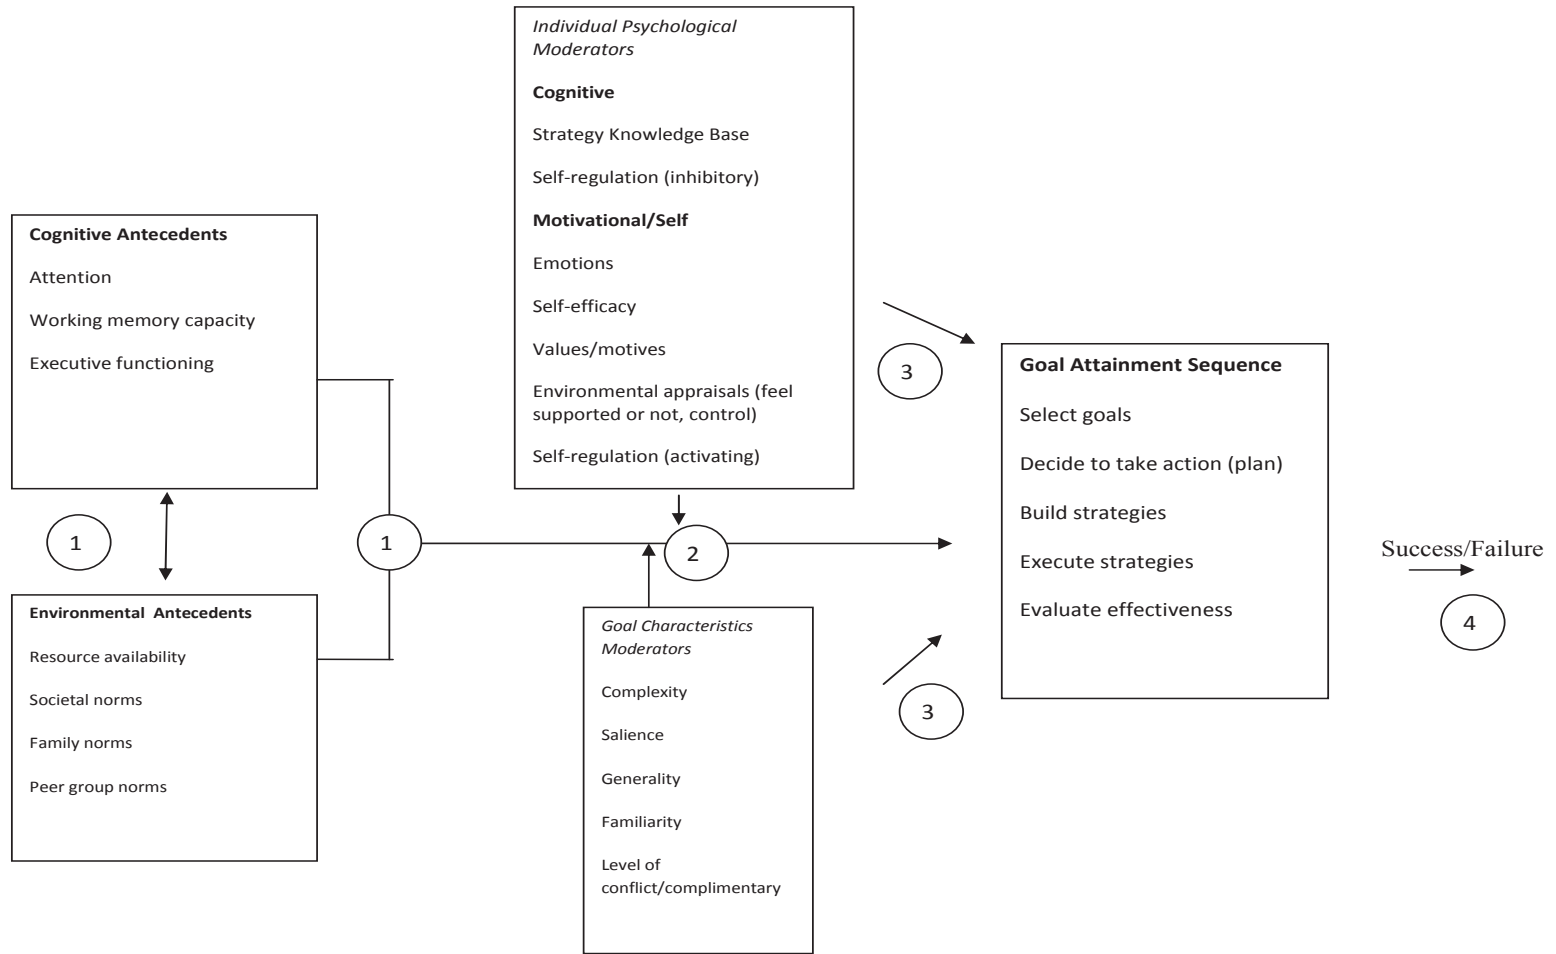 Individual Psychological
Moderators
Cognitive
Strategy Knowledge Base
Self-regulation (inhibitory)
Motivational/Self
Emotions
Self-efficacy
Values/motives
Environmental appraisals (feel
supported or not, control)
Self-regulation (activating)
Cognitive Antecedents
Attention
Working memory capacity
Executive functioning
1
Environmental Antecedents
Resource availability
Societal norms
Family norms
Peer group norms
1
2
Goal Characteristics
Moderators
Complexity
Salience
Generality
Familiarity
Level of
conflict/complimentary
3
3
Goal Attainment Sequence
Select goals
Decide to take action (plan)
Build strategies
Execute strategies
Evaluate effectiveness
Success/Failure
4